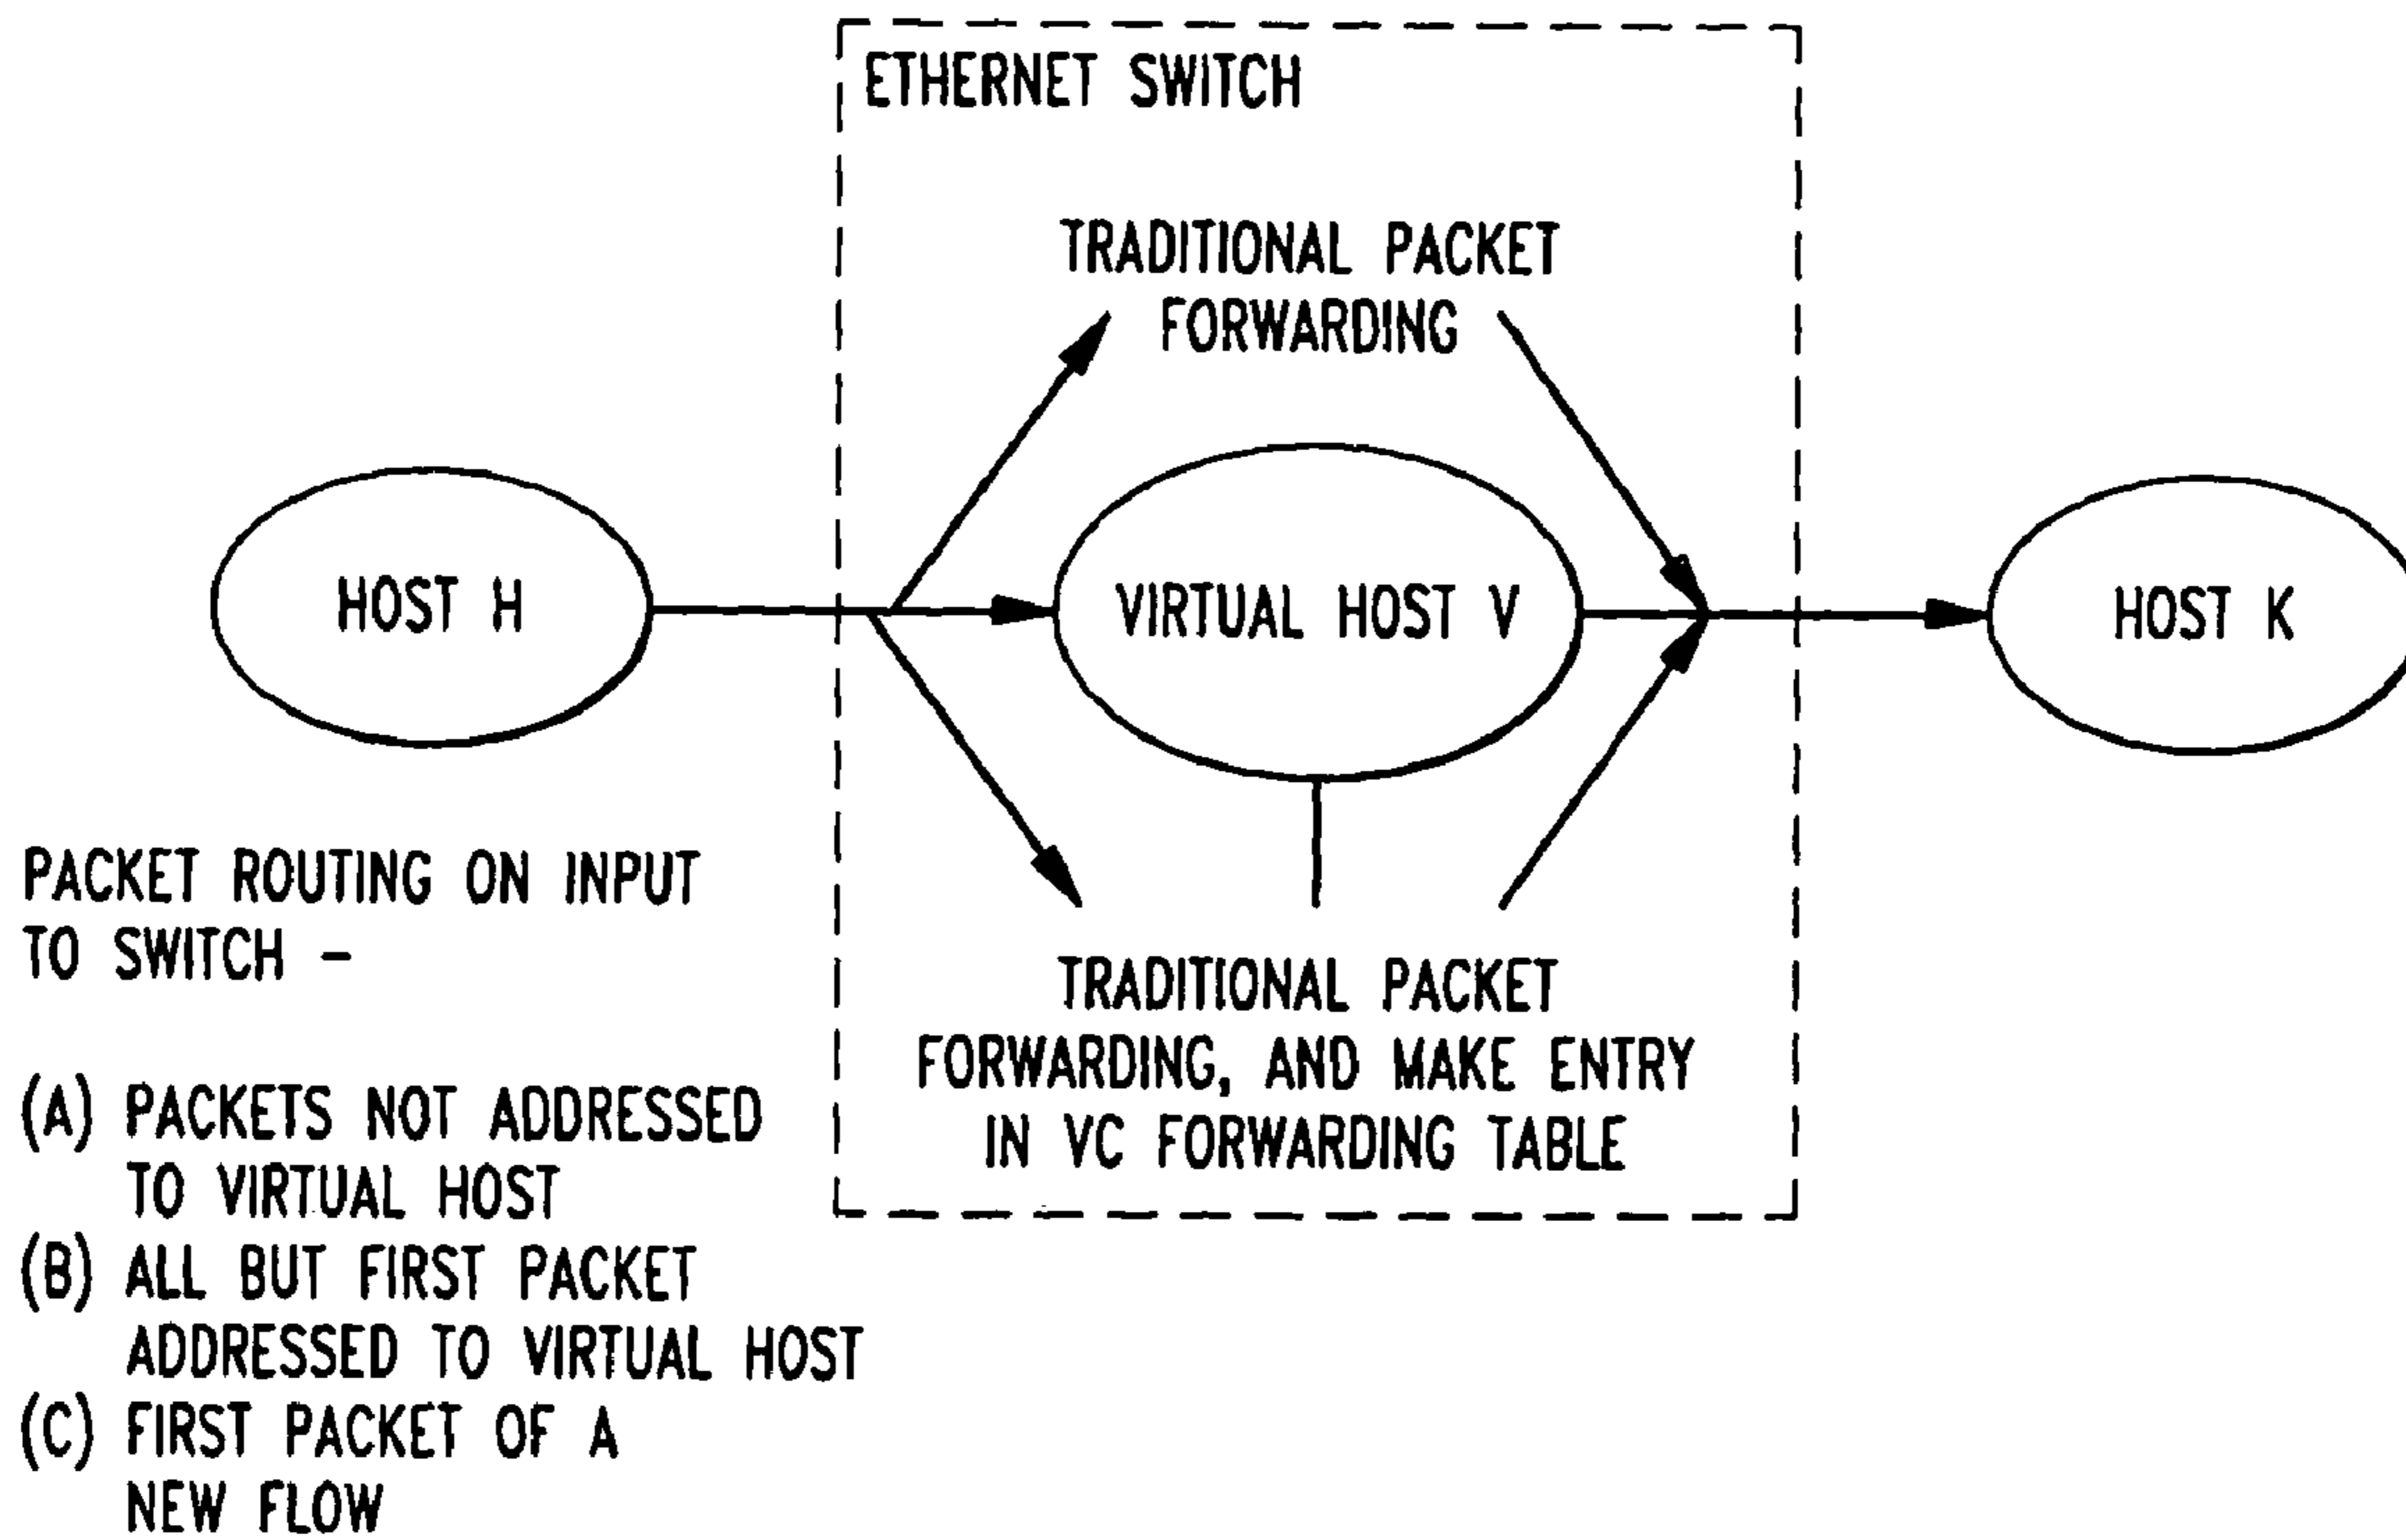 ETHERNET SWITCH
TRADITIONAL PACKET
FORWARDING
HOST H
VIRTUAL HOST V
HOST K
TRADITIONAL PACKET
FORWARDING, AND MAKE ENTRY
IN VC FORWARDING TABLE
PACKET ROUTING ON INPUT
TO SWITCH –
(A) PACKETS NOT ADDRESSED
TO VIRTUAL HOST
(B) ALL BUT FIRST PACKET
ADDRESSED TO VIRTUAL HOST
(C) FIRST PACKET OF A
NEW FLOW